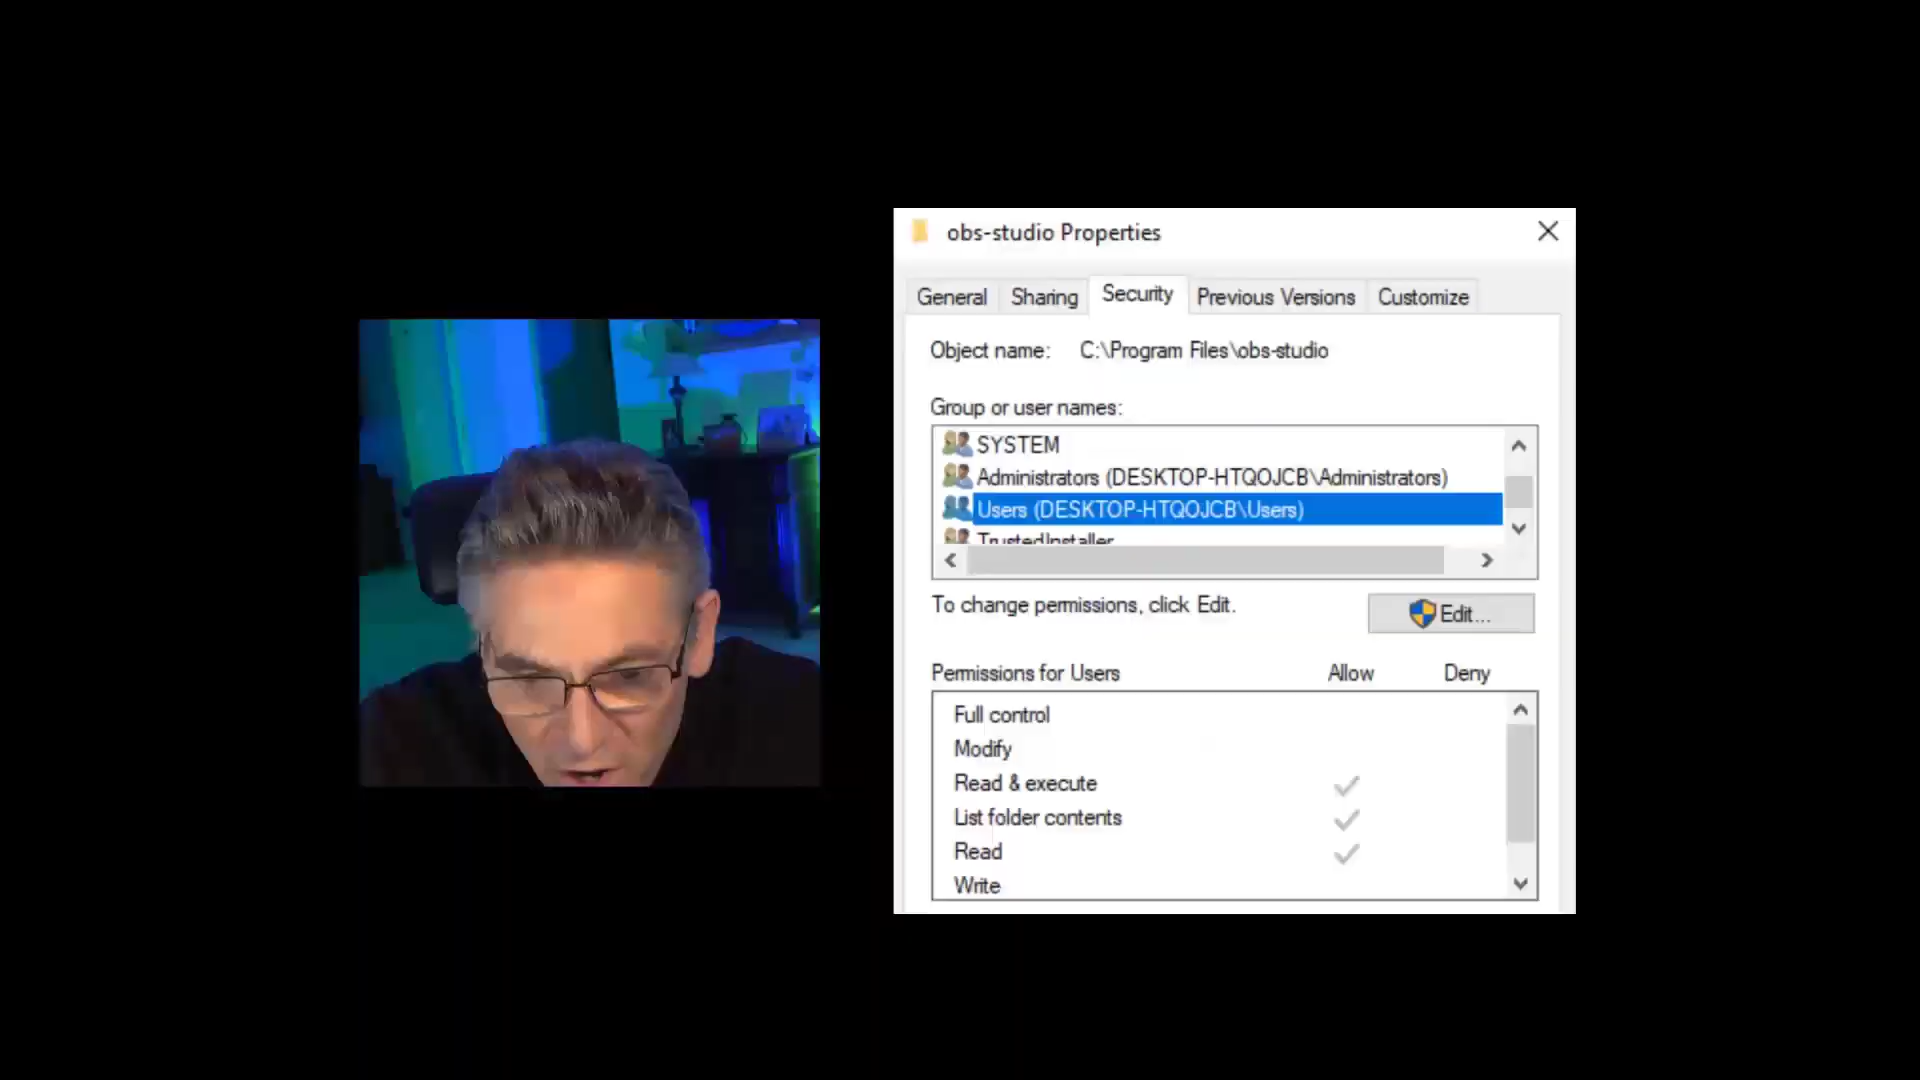 obs-studio Properties
General Sharing Security Previous Versions Customize
Object name: C:\Program Files\obs-studio
Group or user names:
SYSTEM
Administrators (DESKTOP-HTQOJCB\Administrators)
Users (DESKTOP-HTQOJCB\Users)
TrustedInstaller
To change permissions, click Edit.
Edit...
Permissions for Users Allow Deny
Full control
Modify
Read & execute
List folder contents
Read
Write